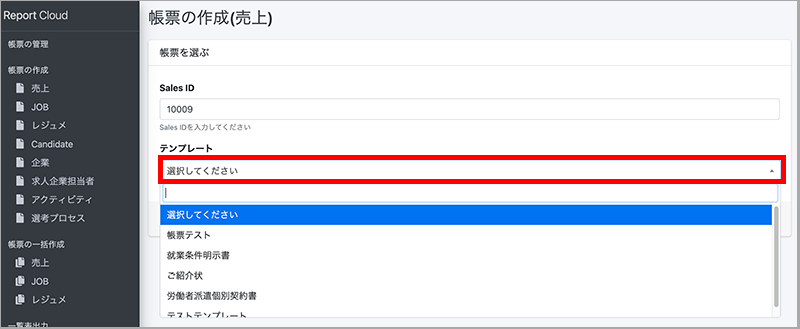 Report Cloud
帳票の管理
帳票の作成
売上
JOB
レジュメ
Candidate
企業
求人企業担当者
アクティビティ
選考プロセス
帳票の一括作成
売上
JOB
レジュメ
一覧表出力
帳票の作成(売上)
帳票を選ぶ
Sales ID
10009
Sales IDを入力してください
テンプレート
選択してください
選択してください
帳票テスト
就業条件明示書
ご紹介状
労働者派遣個別契約書
テストテンプレート